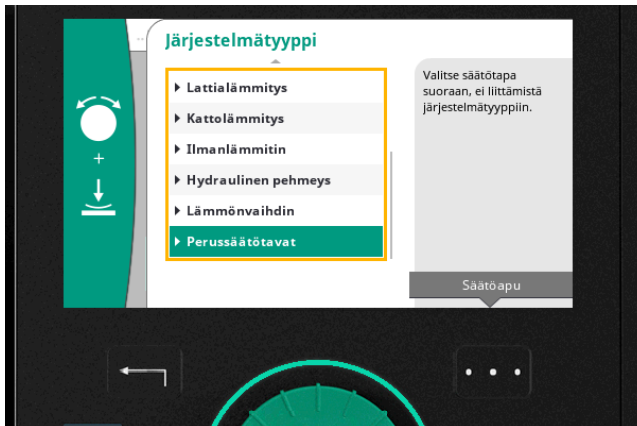 Järjestelmätyyppi
Lattialämmitys
Kattolämmitys
Ilmanlämmitin
Hydraulinen pehmeys
Lämmönvaihdin
Perussäätötavat
Valitse säätötapa
suoraan, ei liittämistä
järjestelmätyyppiin.
Säätöapu
+